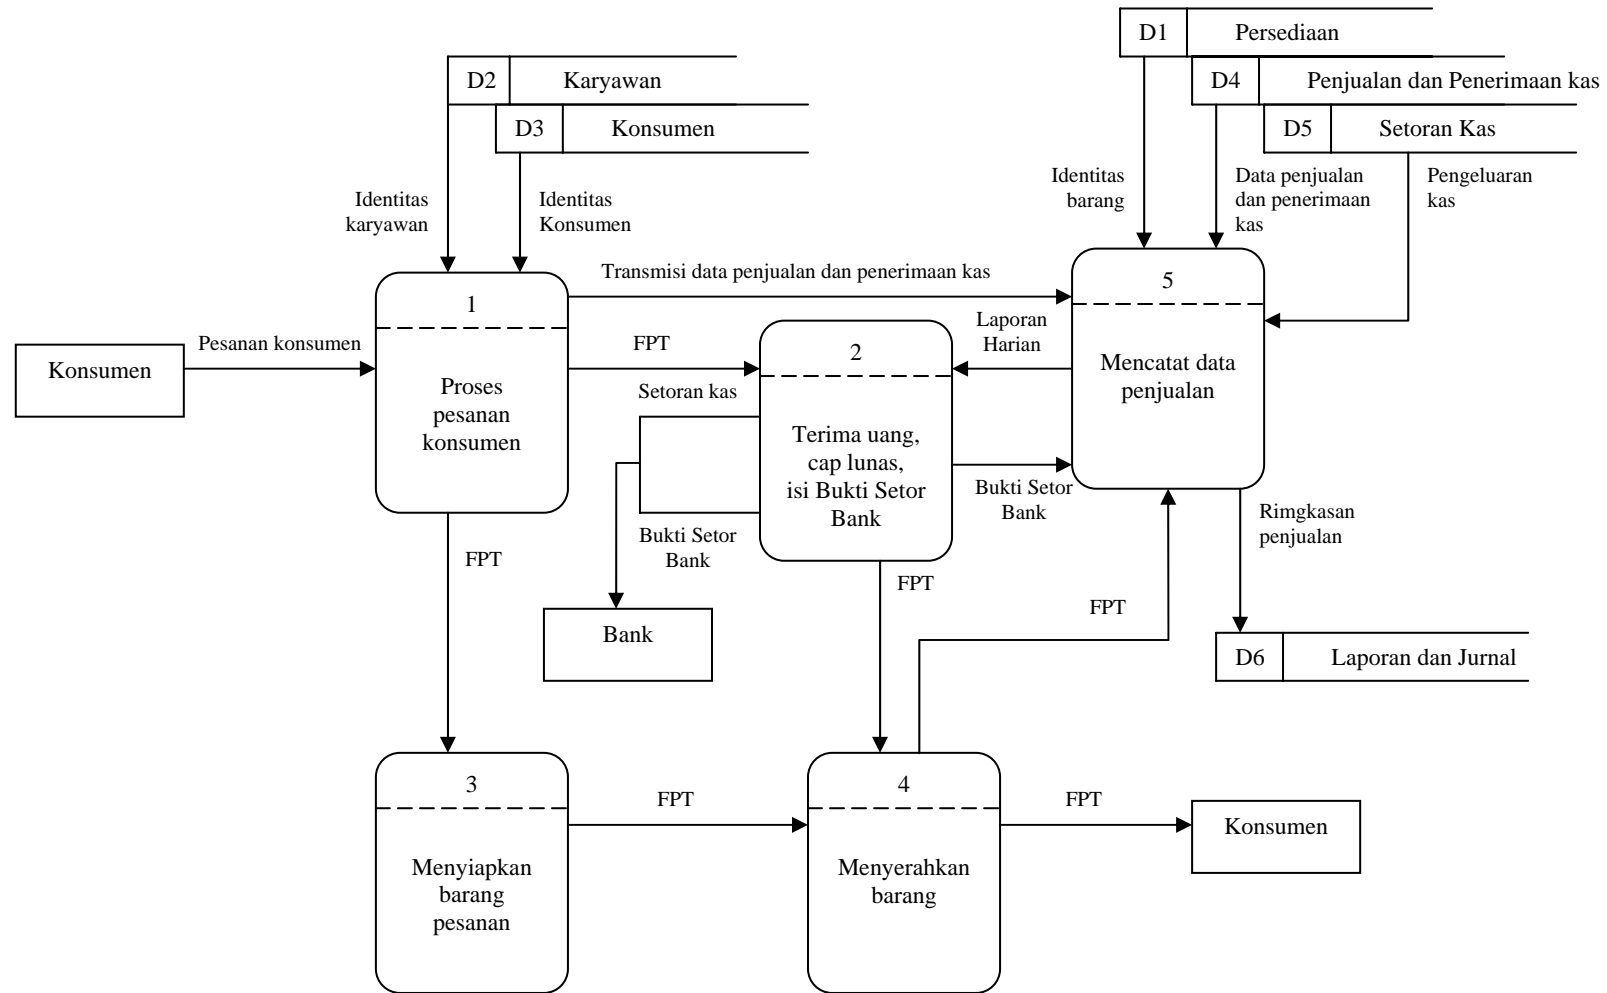 D1 Persediaan
D2 Karyawan
D4 Penjualan dan Penerimaan kas
D3 Konsumen
D5 Setoran Kas
Identitas
karyawan
Identitas
Konsumen
Identitas
barang
Data penjualan
dan penerimaan
kas
Pengeluaran
kas
Transmisi data penjualan dan penerimaan kas
Konsumen
Pesanan konsumen
1
Proses
pesanan
konsumen
FPT
Setoran kas
Bukti Setor
Bank
2
Terima uang,
cap lunas,
isi Bukti Setor
Bank
Laporan
Harian
Bukti Setor
Bank
5
Mencatat data
penjualan
Rimgkasan
penjualan
FPT
FPT
FPT
Bank
D6 Laporan dan Jurnal
3
Menyiapkan
barang
pesanan
FPT
4
Menyerahkan
barang
FPT
Konsumen